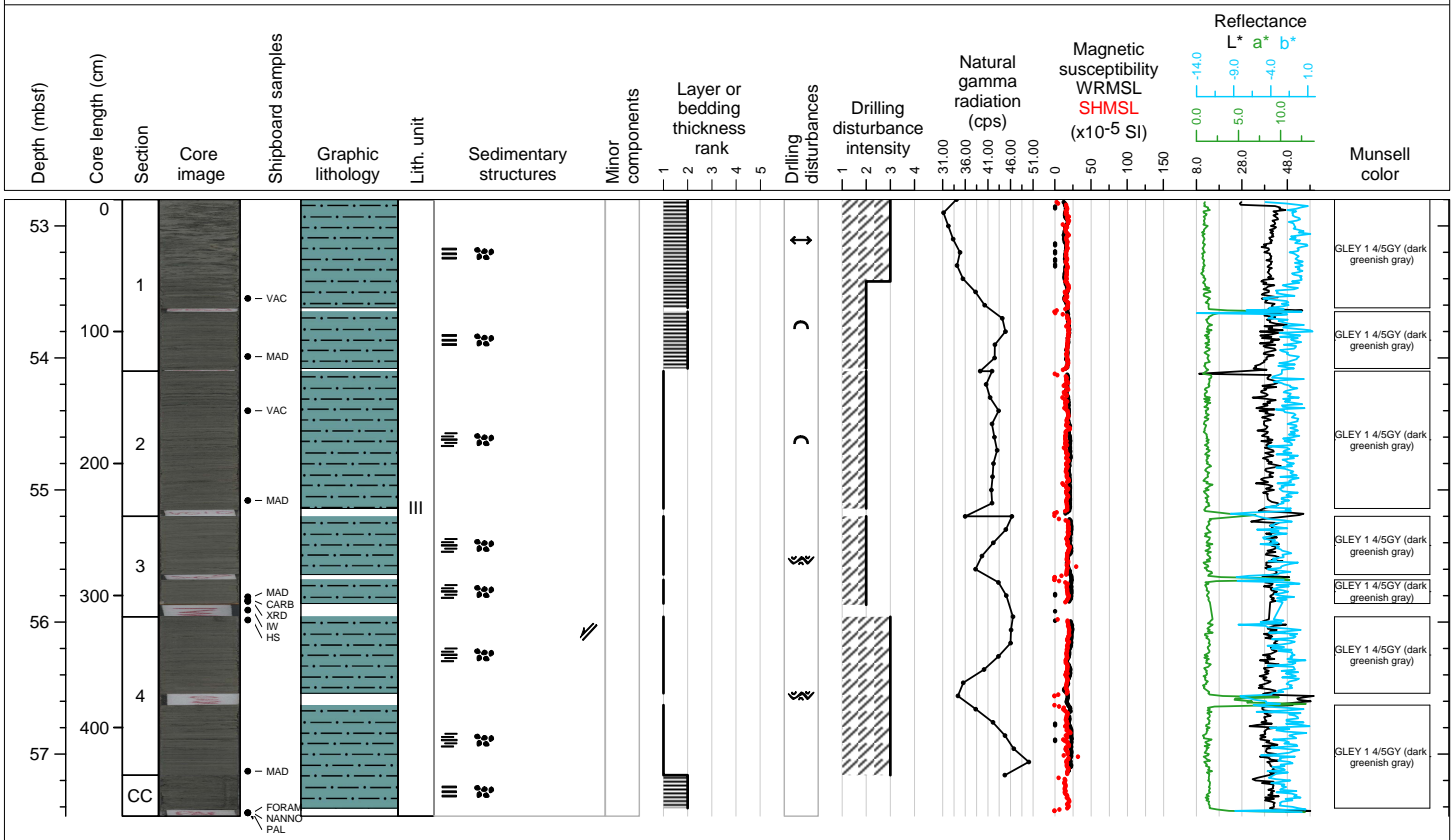 Depth (mbsf)
Core length (cm)
Section
Core
image
Shipboard samples
Graphic
lithology
Lith. unit
Sedimentary
structures
Minor
components
Layer or
bedding
thickness
rank
1 2 3 4 5
Drlling
disturbances
Drilling
disturbance
intensity
1 2 3 4
Natural
gamma
radiation
(cps)
31.00 36.00 41.00 46.00 51.00
Magnetic
susceptibility
WRMSL
SHMSL
(x10-5 SI)
0 50 100 150
Reflectance
L* a* b*
-14.0 -9.0 -4.0 1.0
0.0 5.0 10.0
8.0 28.0 48.0
Munsell
color
0
53
1
VAC
GLEY 1 4/5GY (dark
greenish gray)
100
54
MAD
GLEY 1 4/5GY (dark
greenish gray)
VAC
2
200
55
MAD
GLEY 1 4/5GY (dark
greenish gray)
III
3
GLEY 1 4/5GY (dark
greenish gray)
300
56
MAD
CARB
XRD
IW
HS
GLEY 1 4/5GY (dark
greenish gray)
4
GLEY 1 4/5GY (dark
greenish gray)
400
57
MAD
GLEY 1 4/5GY (dark
greenish gray)
CC
FORAM
NANNO
PAL